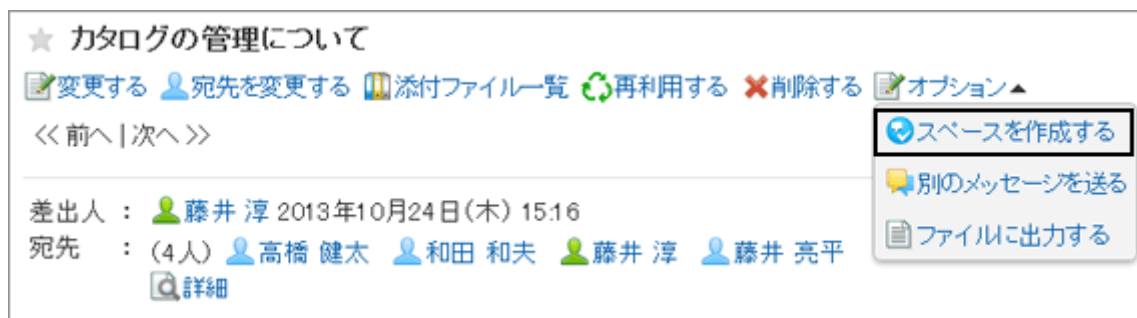 カタログの管理について
変更する 宛先を変更する 添付ファイル一覧 再利用する 削除する オプション▲
<< 前へ | 次へ >>
スペースを作成する
別のメッセージを送る
ファイルに出力する
差出人 : 藤井 淳 2013年10月24日(木) 15:16
宛先 : (4人) 高橋 健太 和田 和夫 藤井 淳 藤井 亮平
詳細